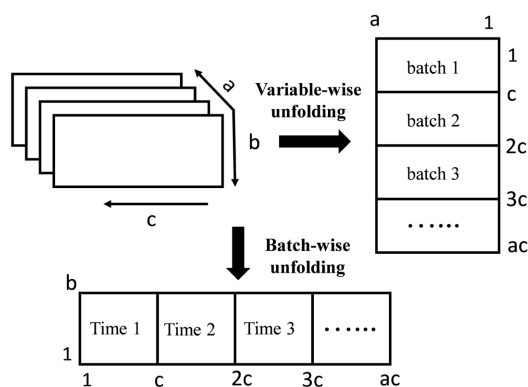 a
b
c
Variable-wise
unfolding
a 1
batch 1
1
c
batch 2
2c
batch 3
3c
......
ac
Batch-wise
unfolding
b
Time 1 Time 2 Time 3 ......
1
1 c 2c 3c ac